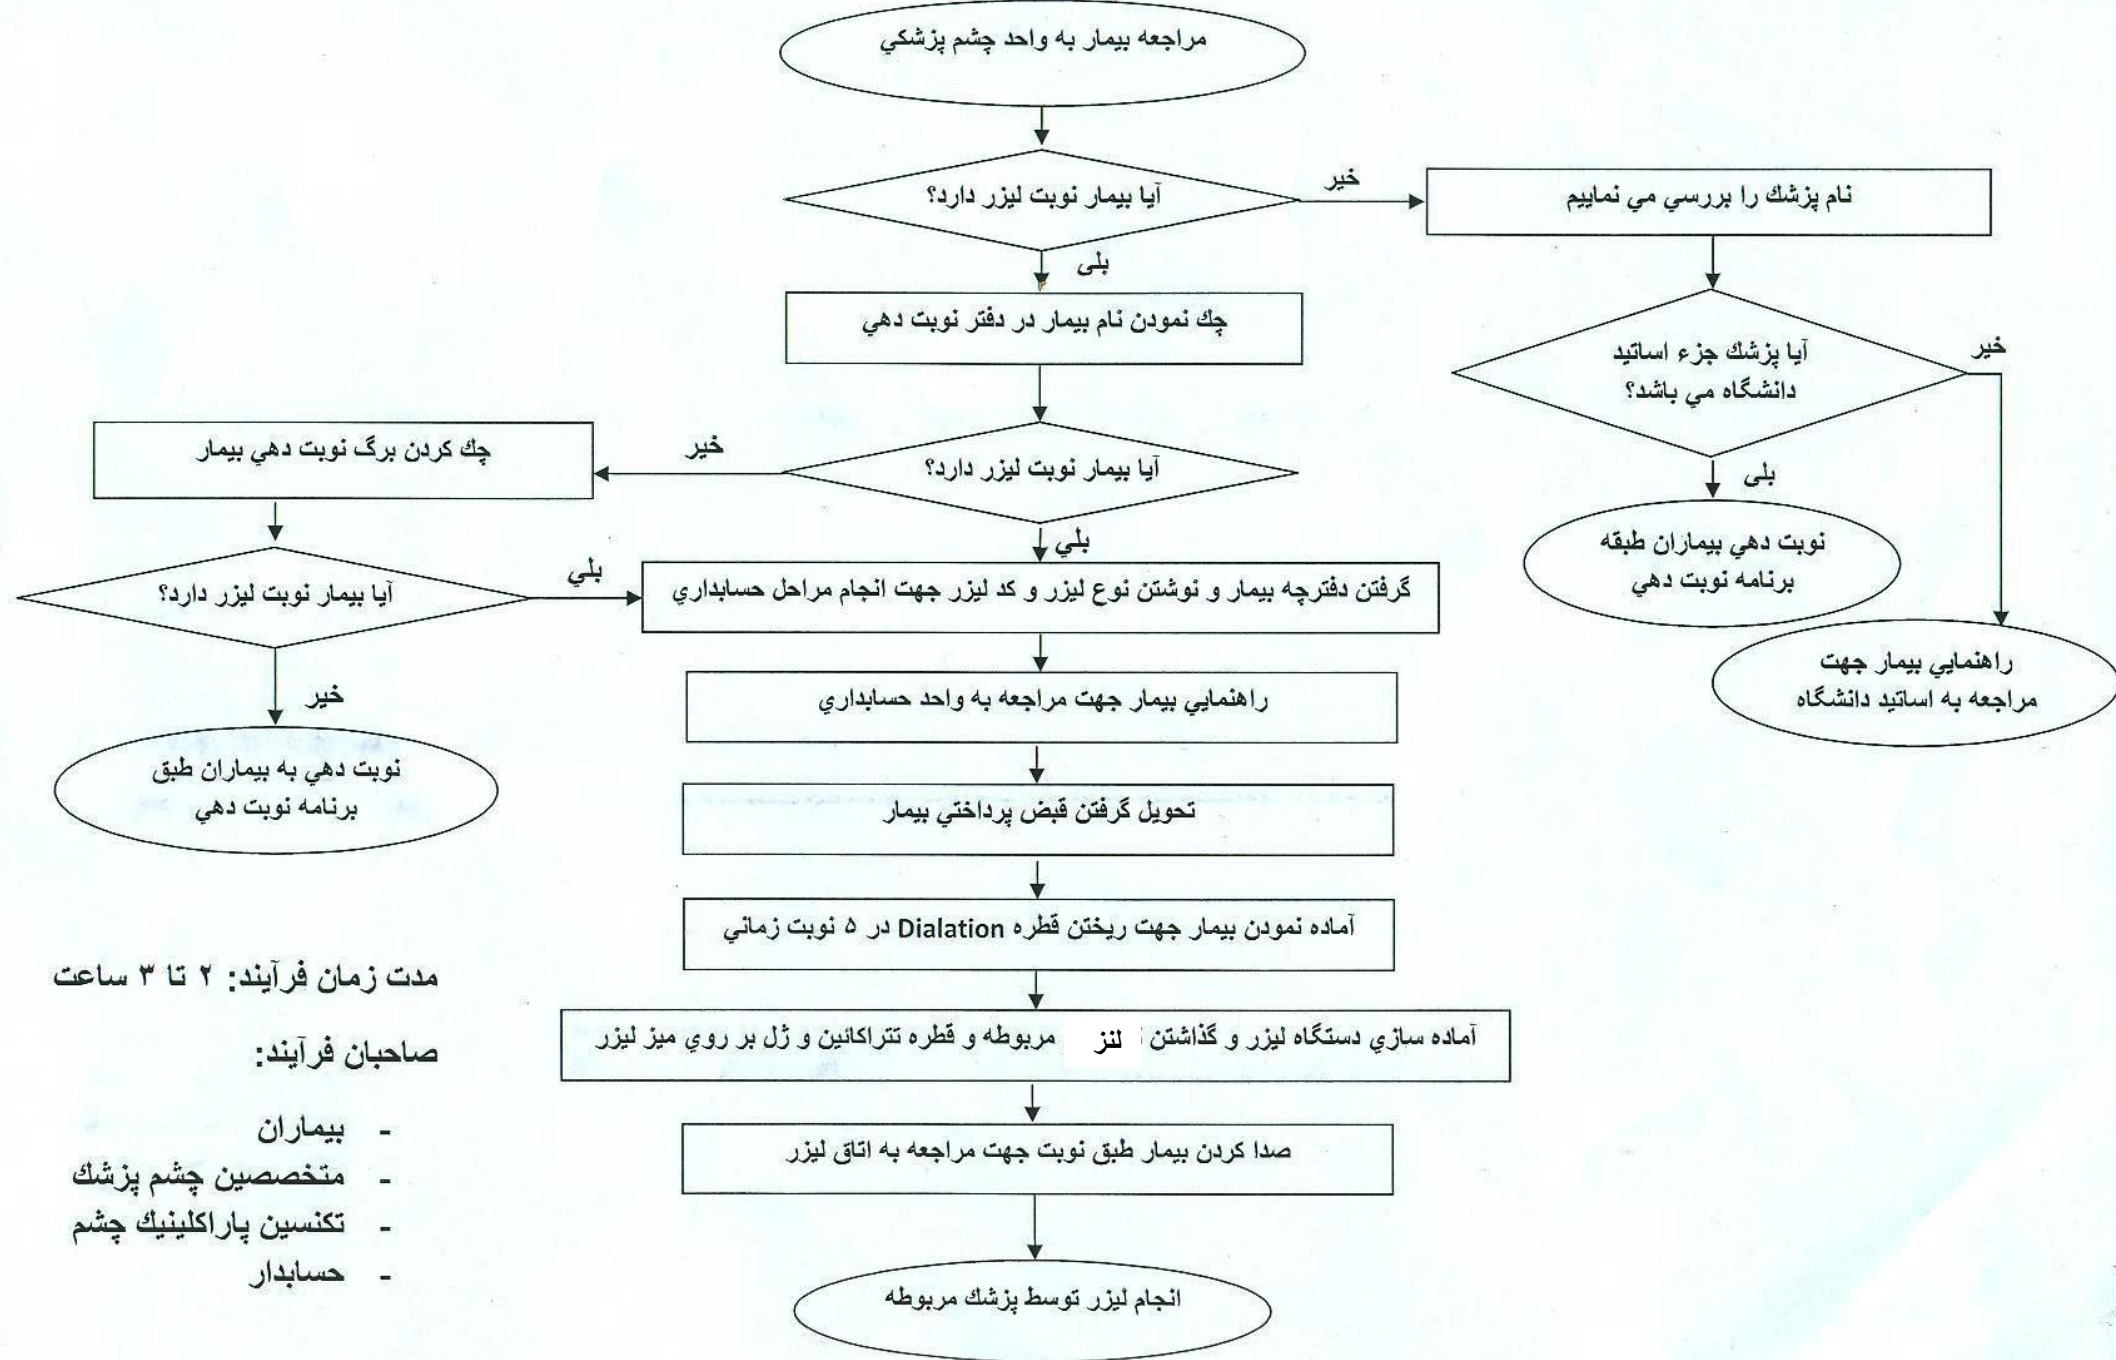 مراجعه بيمار به واحد چشم پزشكي
آيا بيمار نوبت ليزر دارد؟
خير
نام پزشك را بررسي مي نماييم
بلی
چك نمودن نام بيمار در دفتر نوبت دهي
آيا پزشك جزء اساتيد
دانشگاه مي باشد؟
خير
بلی
نوبت دهي بيماران طبقه
برنامه نوبت دهي
راهنمايي بيمار جهت
مراجعه به اساتيد دانشگاه
آيا بيمار نوبت ليزر دارد؟
خير
چك كردن برگ نوبت دهي بيمار
بلي
آيا بيمار نوبت ليزر دارد؟
بلي
خير
نوبت دهي به بيماران طبق
برنامه نوبت دهي
گرفتن دفترچه بيمار و نوشتن نوع ليزر و كد ليزر جهت انجام مراحل حسابداري
راهنمايي بيمار جهت مراجعه به واحد حسابداري
تحويل گرفتن قبض پرداختي بيمار
آماده نمودن بيمار جهت ريختن قطره Dialation در ۵ نوبت زماني
آماده سازي دستگاه ليزر و گذاشتن لنز مربوطه و قطره تتراكائين و ژل بر روي ميز ليزر
صدا كردن بيمار طبق نوبت جهت مراجعه به اتاق ليزر
انجام ليزر توسط پزشك مربوطه
مدت زمان فرآيند: ۲ تا ۳ ساعت
صاحبان فرآيند:
- بيماران
- متخصصين چشم پزشك
- تكنسين پاراكلينيك چشم
- حسابدار